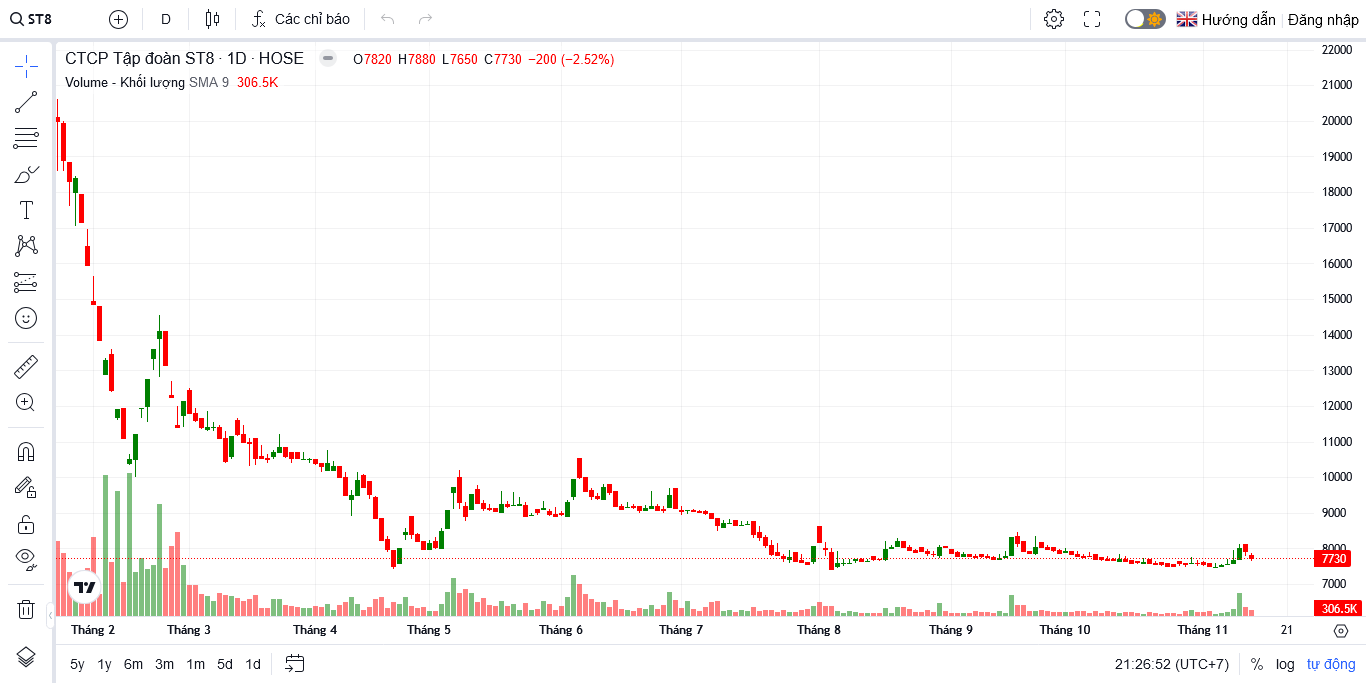 ST8 D Các chỉ báo Hướng dẫn Đăng nhập
CTCP Tập đoàn ST8 · 1D · HOSE O7820 H7880 L7650 C7730 −200 (−2.52%)
Volume - Khối lượng SMA 9 306.5K
22000
21000
20000
19000
18000
17000
16000
15000
14000
13000
12000
11000
10000
9000
8000
7730
7000
306.5K
Tháng 2 Tháng 3 Tháng 4 Tháng 5 Tháng 6 Tháng 7 Tháng 8 Tháng 9 Tháng 10 Tháng 11 21
5y 1y 6m 3m 1m 5d 1d 21:26:52 (UTC+7) % log tự động